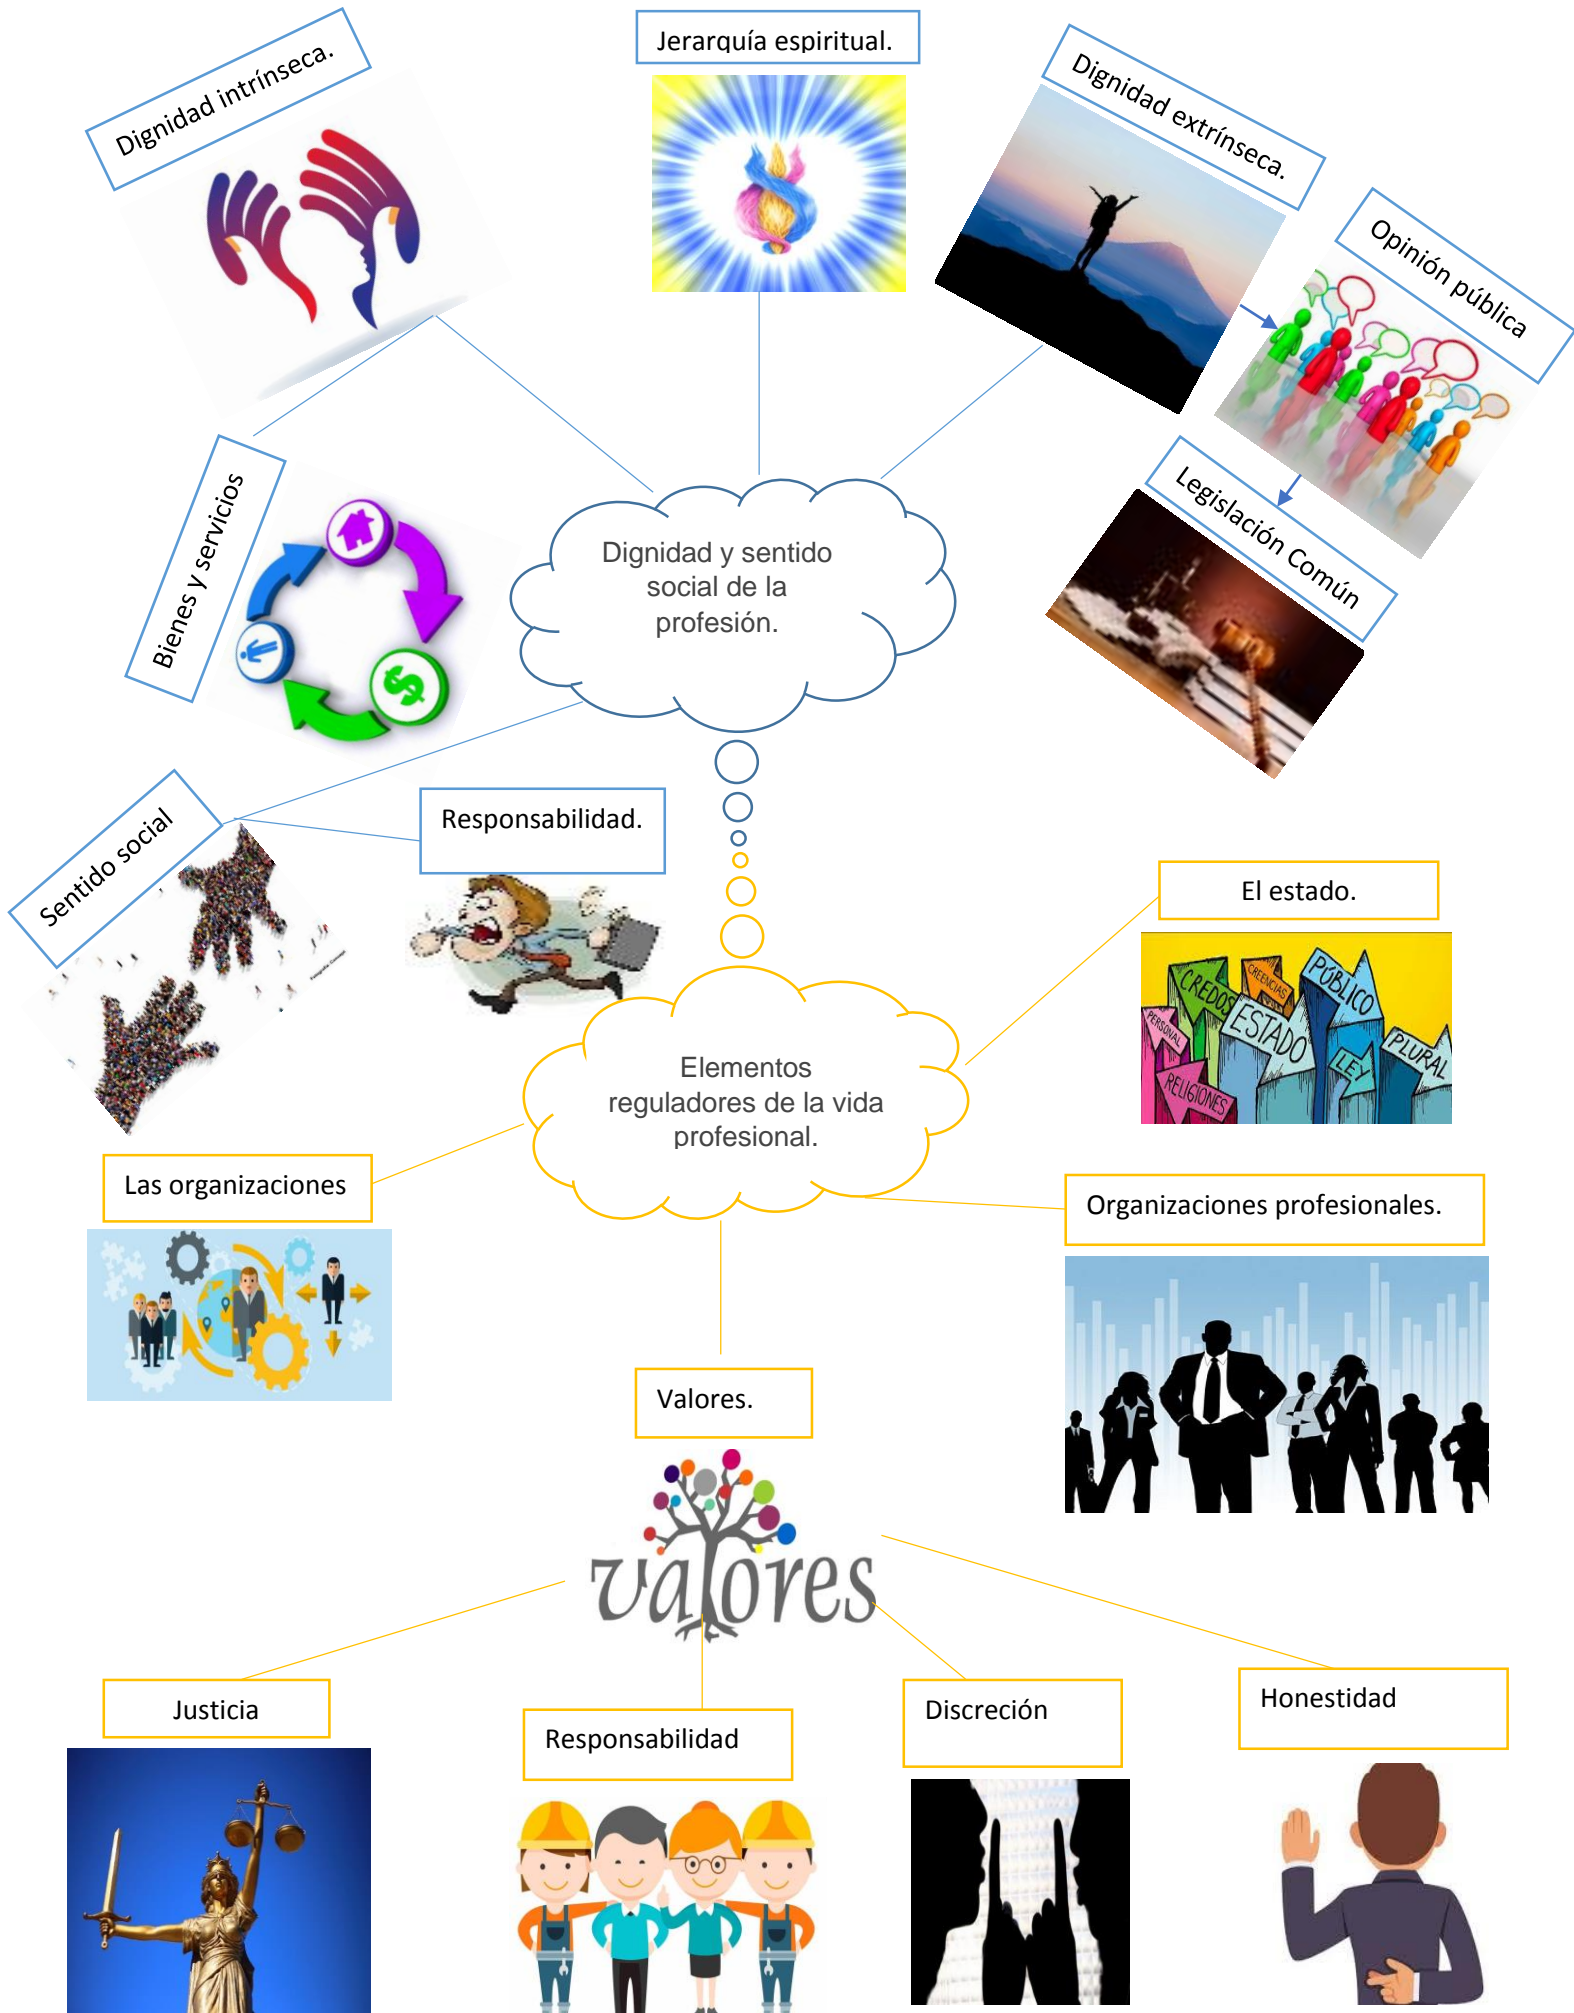 Jerarquía espiritual.
Dignidad intrínseca.
Dignidad extrínseca.
Opinión pública
Legislación Común
Bienes y servicios
$
Dignidad y sentido
social de la
profesión.
Sentido social
Responsabilidad.
El estado.
CREDOS
CREENCIAS
PÚBLICO
PERSONAL
ESTADO
PLURAL
LEY
RELIGIONES
Elementos
reguladores de la vida
profesional.
Las organizaciones
Organizaciones profesionales.
Valores.
valores
Justicia
Responsabilidad
Discreción
Honestidad